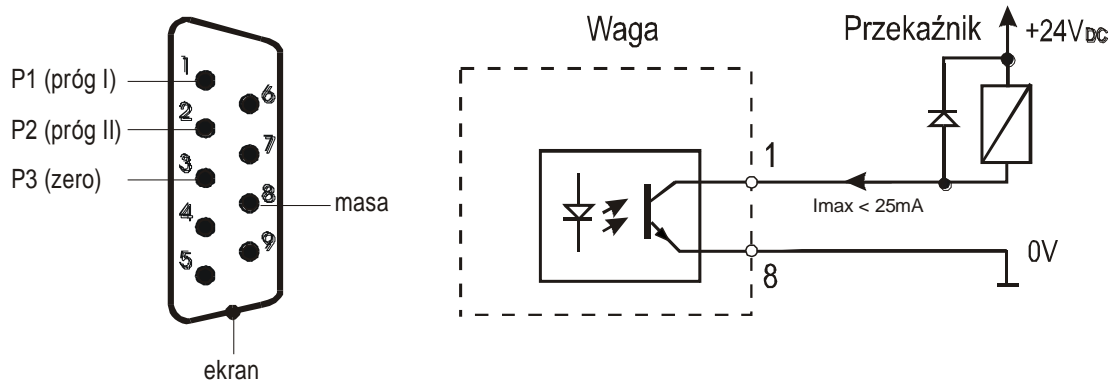 P1 (próg I)
P2 (próg II)
P3 (zero)
1
2
3
4
5
6
7
8
9
masa
ekran
Waga
Przekaźnik
+24VDC
1
Imax < 25mA
8
0V